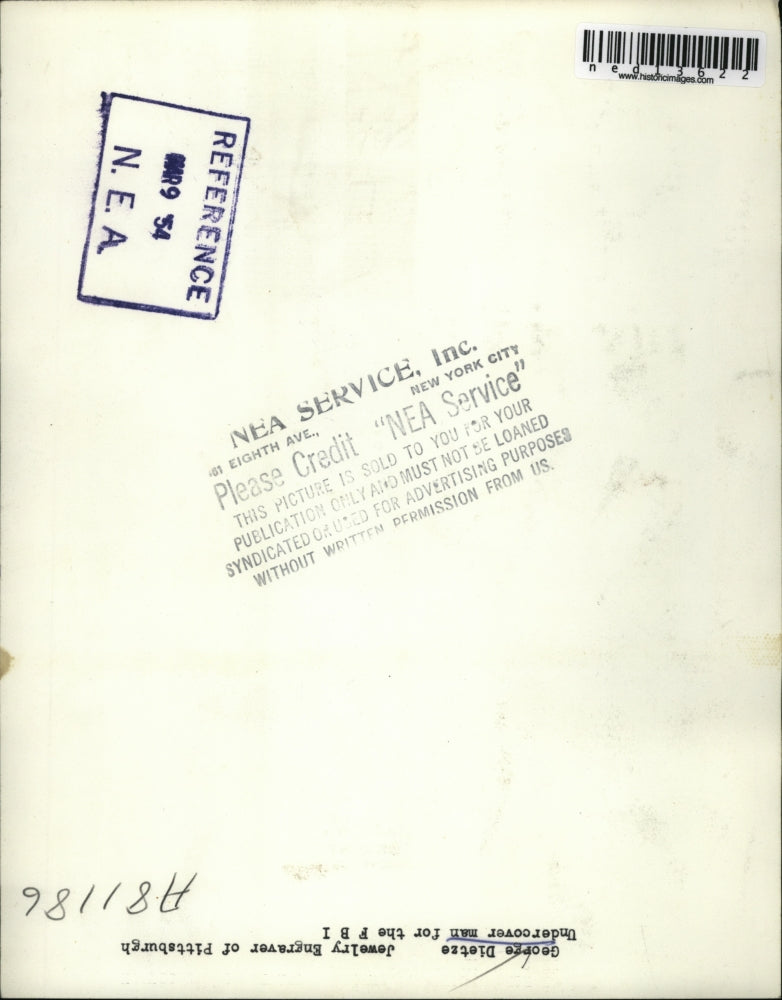 ned13622
www.historicimages.com
REFERENCE
MAR 9 '54
N. E. A
NEA SERVICE, Inc.
461 EIGHTH AVE., NEW YORK CITY
Please Credit "NEA Service"
THIS PICTURE IS SOLD TO YOU FOR YOUR
PUBLICATION ONLY AND MUST NOT BE LOANED
SYNDICATED OR USED FOR ADVERTISING PURPOSES
WITHOUT WRITTEN PERMISSION FROM US.
George Dietze Jewelry Engraver of Pittsburgh
Undercover man for the F B I
A81186